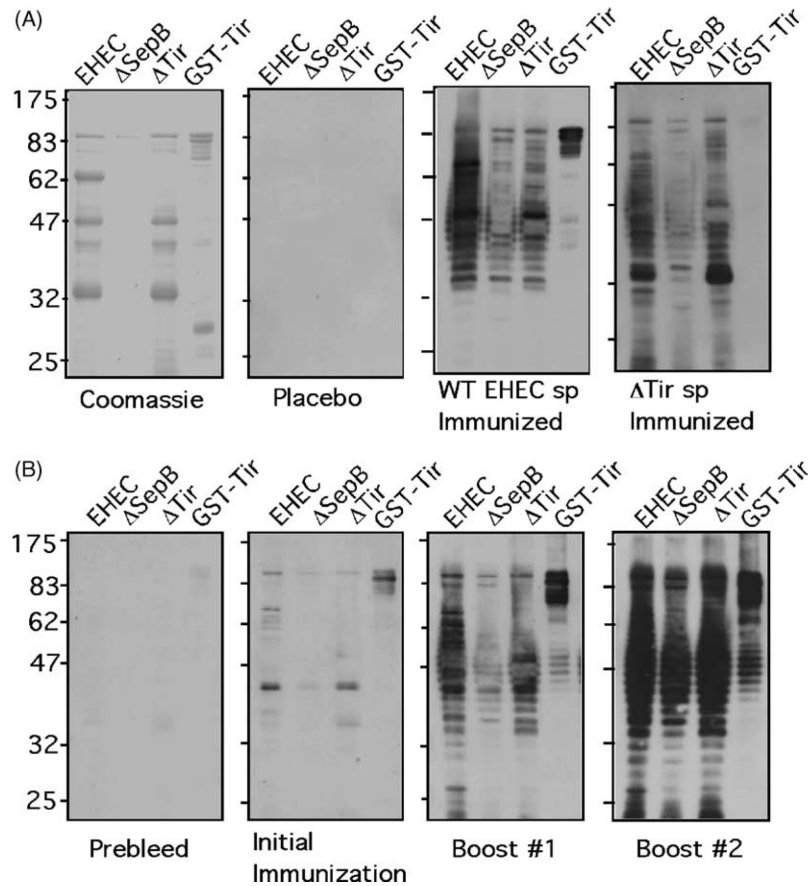 (A)
EHEC ΔSepB ΔTir GST-Tir
EHEC ΔSepB ΔTir GST-Tir
EHEC ΔSepB ΔTir GST-Tir
EHEC ΔSepB ΔTir GST-Tir
175
83
62
47
32
25
Coomassie
Placebo
WT EHEC sp
Immunized
ΔTir sp
Immunized
(B)
EHEC ΔSepB ΔTir GST-Tir
EHEC ΔSepB ΔTir GST-Tir
EHEC ΔSepB ΔTir GST-Tir
EHEC ΔSepB ΔTir GST-Tir
175
83
62
47
32
25
Prebleed
Initial
Immunization
Boost #1
Boost #2